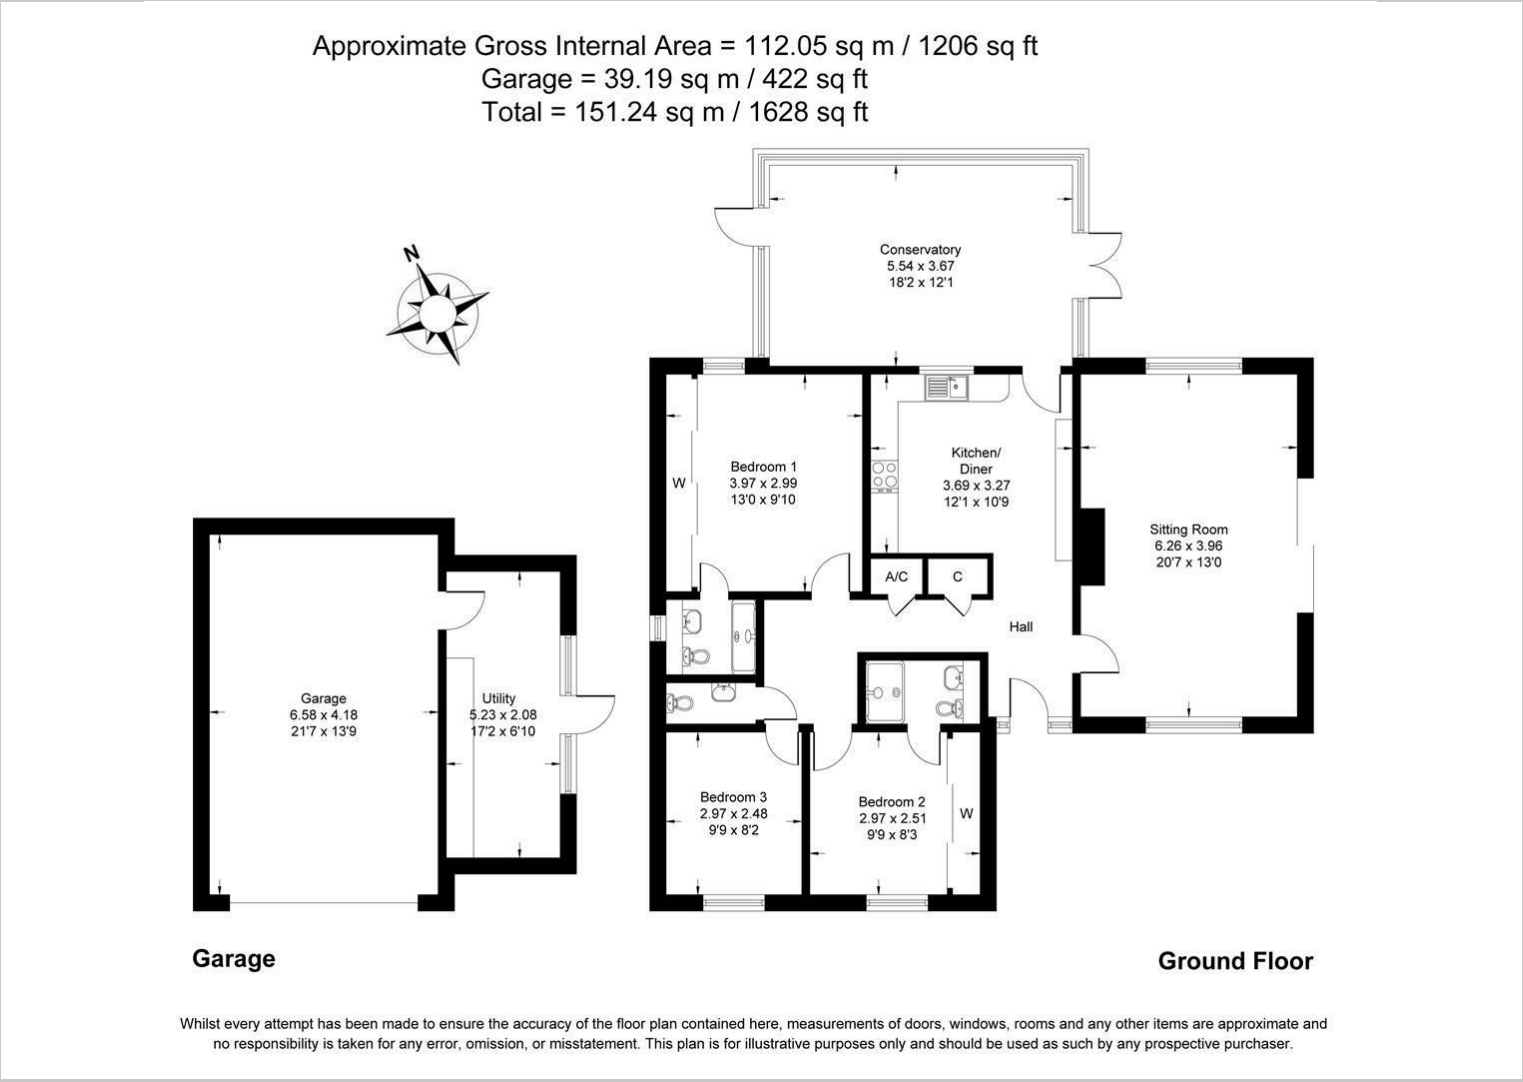 Approximate Gross Internal Area = 112.05 sq m / 1206 sq ft
Garage = 39.19 sq m / 422 sq ft
Total = 151.24 sq m / 1628 sq ft
N
Conservatory
5.54 x 3.67
18'2 x 12'1
Bedroom 1
3.97 x 2.99
13'0 x 9'10
W
Kitchen/
Diner
3.69 x 3.27
12'1 x 10'9
Sitting Room
6.26 x 3.96
20'7 x 13'0
A/C
C
Hall
Garage
6.58 x 4.18
21'7 x 13'9
Utility
5.23 x 2.08
17'2 x 6'10
Bedroom 3
2.97 x 2.48
9'9 x 8'2
Bedroom 2
2.97 x 2.51
9'9 x 8'3
W
Garage
Ground Floor
Whilst every attempt has been made to ensure the accuracy of the floor plan contained here, measurements of doors, windows, rooms and any other items are approximate and
no responsibility is taken for any error, omission, or misstatement. This plan is for illustrative purposes only and should be used as such by any prospective purchaser.